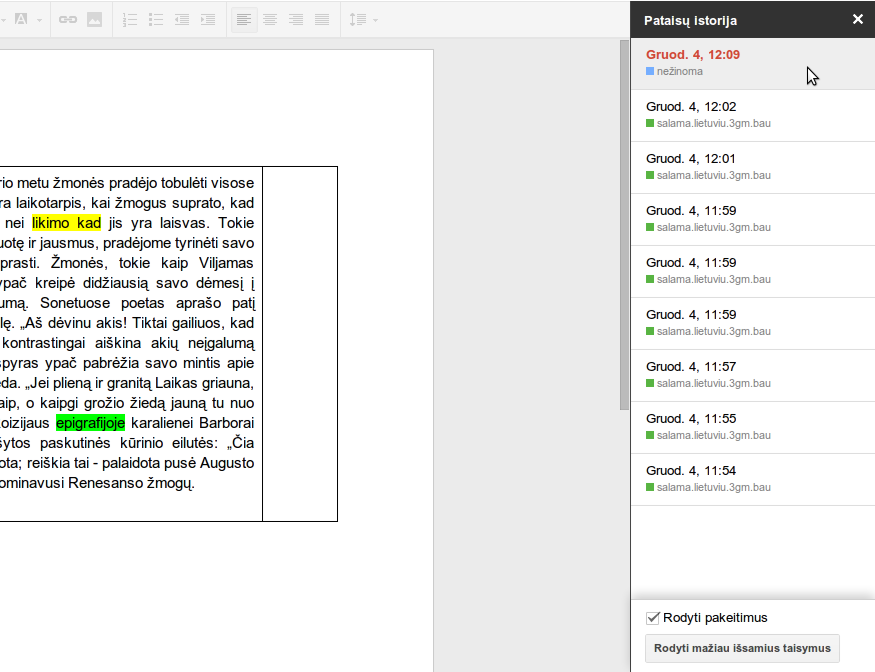 A
Pataisų istorija
Gruod. 4, 12:09
nežinoma
Gruod. 4, 12:02
salama.lietuviu.3gm.bau
Gruod. 4, 12:01
salama.lietuviu.3gm.bau
Gruod. 4, 11:59
salama.lietuviu.3gm.bau
Gruod. 4, 11:59
salama.lietuviu.3gm.bau
Gruod. 4, 11:59
salama.lietuviu.3gm.bau
Gruod. 4, 11:57
salama.lietuviu.3gm.bau
Gruod. 4, 11:55
salama.lietuviu.3gm.bau
Gruod. 4, 11:54
salama.lietuviu.3gm.bau
Rodyti pakeitimus
Rodyti mažiau išsamius taisymus
rio metu žmonės pradėjo tobulėti visose
ra laikotarpis, kai žmogus suprato, kad
nei likimo kad jis yra laisvas. Tokie
uotę ir jausmus, pradėjome tyrinėti savo
prasti. Žmonės, tokie kaip Viljamas
ypač kreipė didžiausią savo dėmesį į
umą. Sonetuose poetas aprašo patį
lę. „Aš dėvinu akis! Tiktai gailiuos, kad
kontrastingai aiškina akių neįgalumą
spyras ypač pabrėžia savo mintis apie
ėda. „Jei plieną ir granitą Laikas griauna,
aip, o kaipgi grožio žiedą jauną tu nuo
loizijaus epigrafijoje karalienei Barborai
šytos paskutinės kūrinio eilutės: „Čia
ota; reiškia tai - palaidota pusė Augusto
ominavusi Renesanso žmogų.